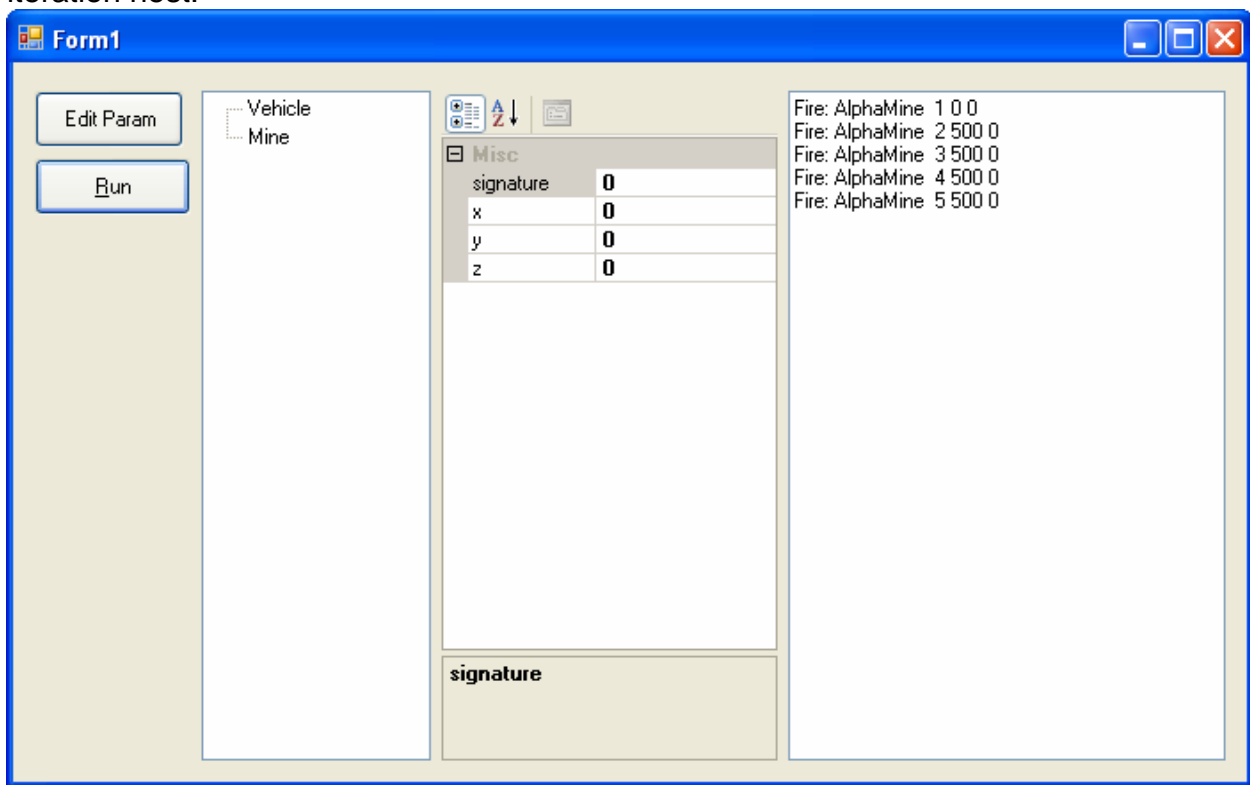 iteration host.
Form1
Edit Param
Run
Vehicle
Mine
Misc
signature 0
x 0
y 0
z 0
signature
Fire: AlphaMine 1 0 0
Fire: AlphaMine 2 500 0
Fire: AlphaMine 3 500 0
Fire: AlphaMine 4 500 0
Fire: AlphaMine 5 500 0